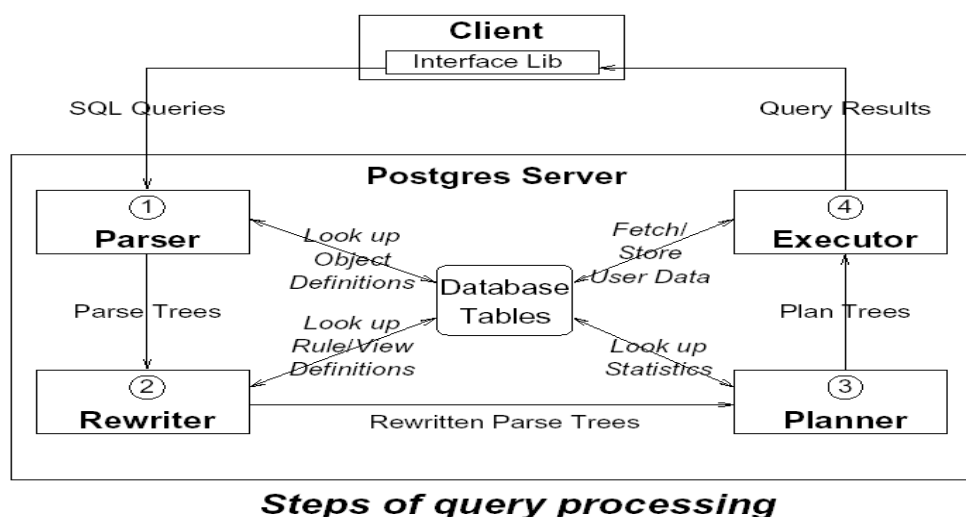 Client
Interface Lib
SQL Queries
Query Results
Postgres Server
1
Parser
4
Executor
Look up
Object
Definitions
Fetch/
Store
User Data
Database
Tables
Parse Trees
Plan Trees
Look up
Rule/View
Definitions
Look up
Statistics
2
Rewriter
3
Planner
Rewritten Parse Trees
Steps of query processing